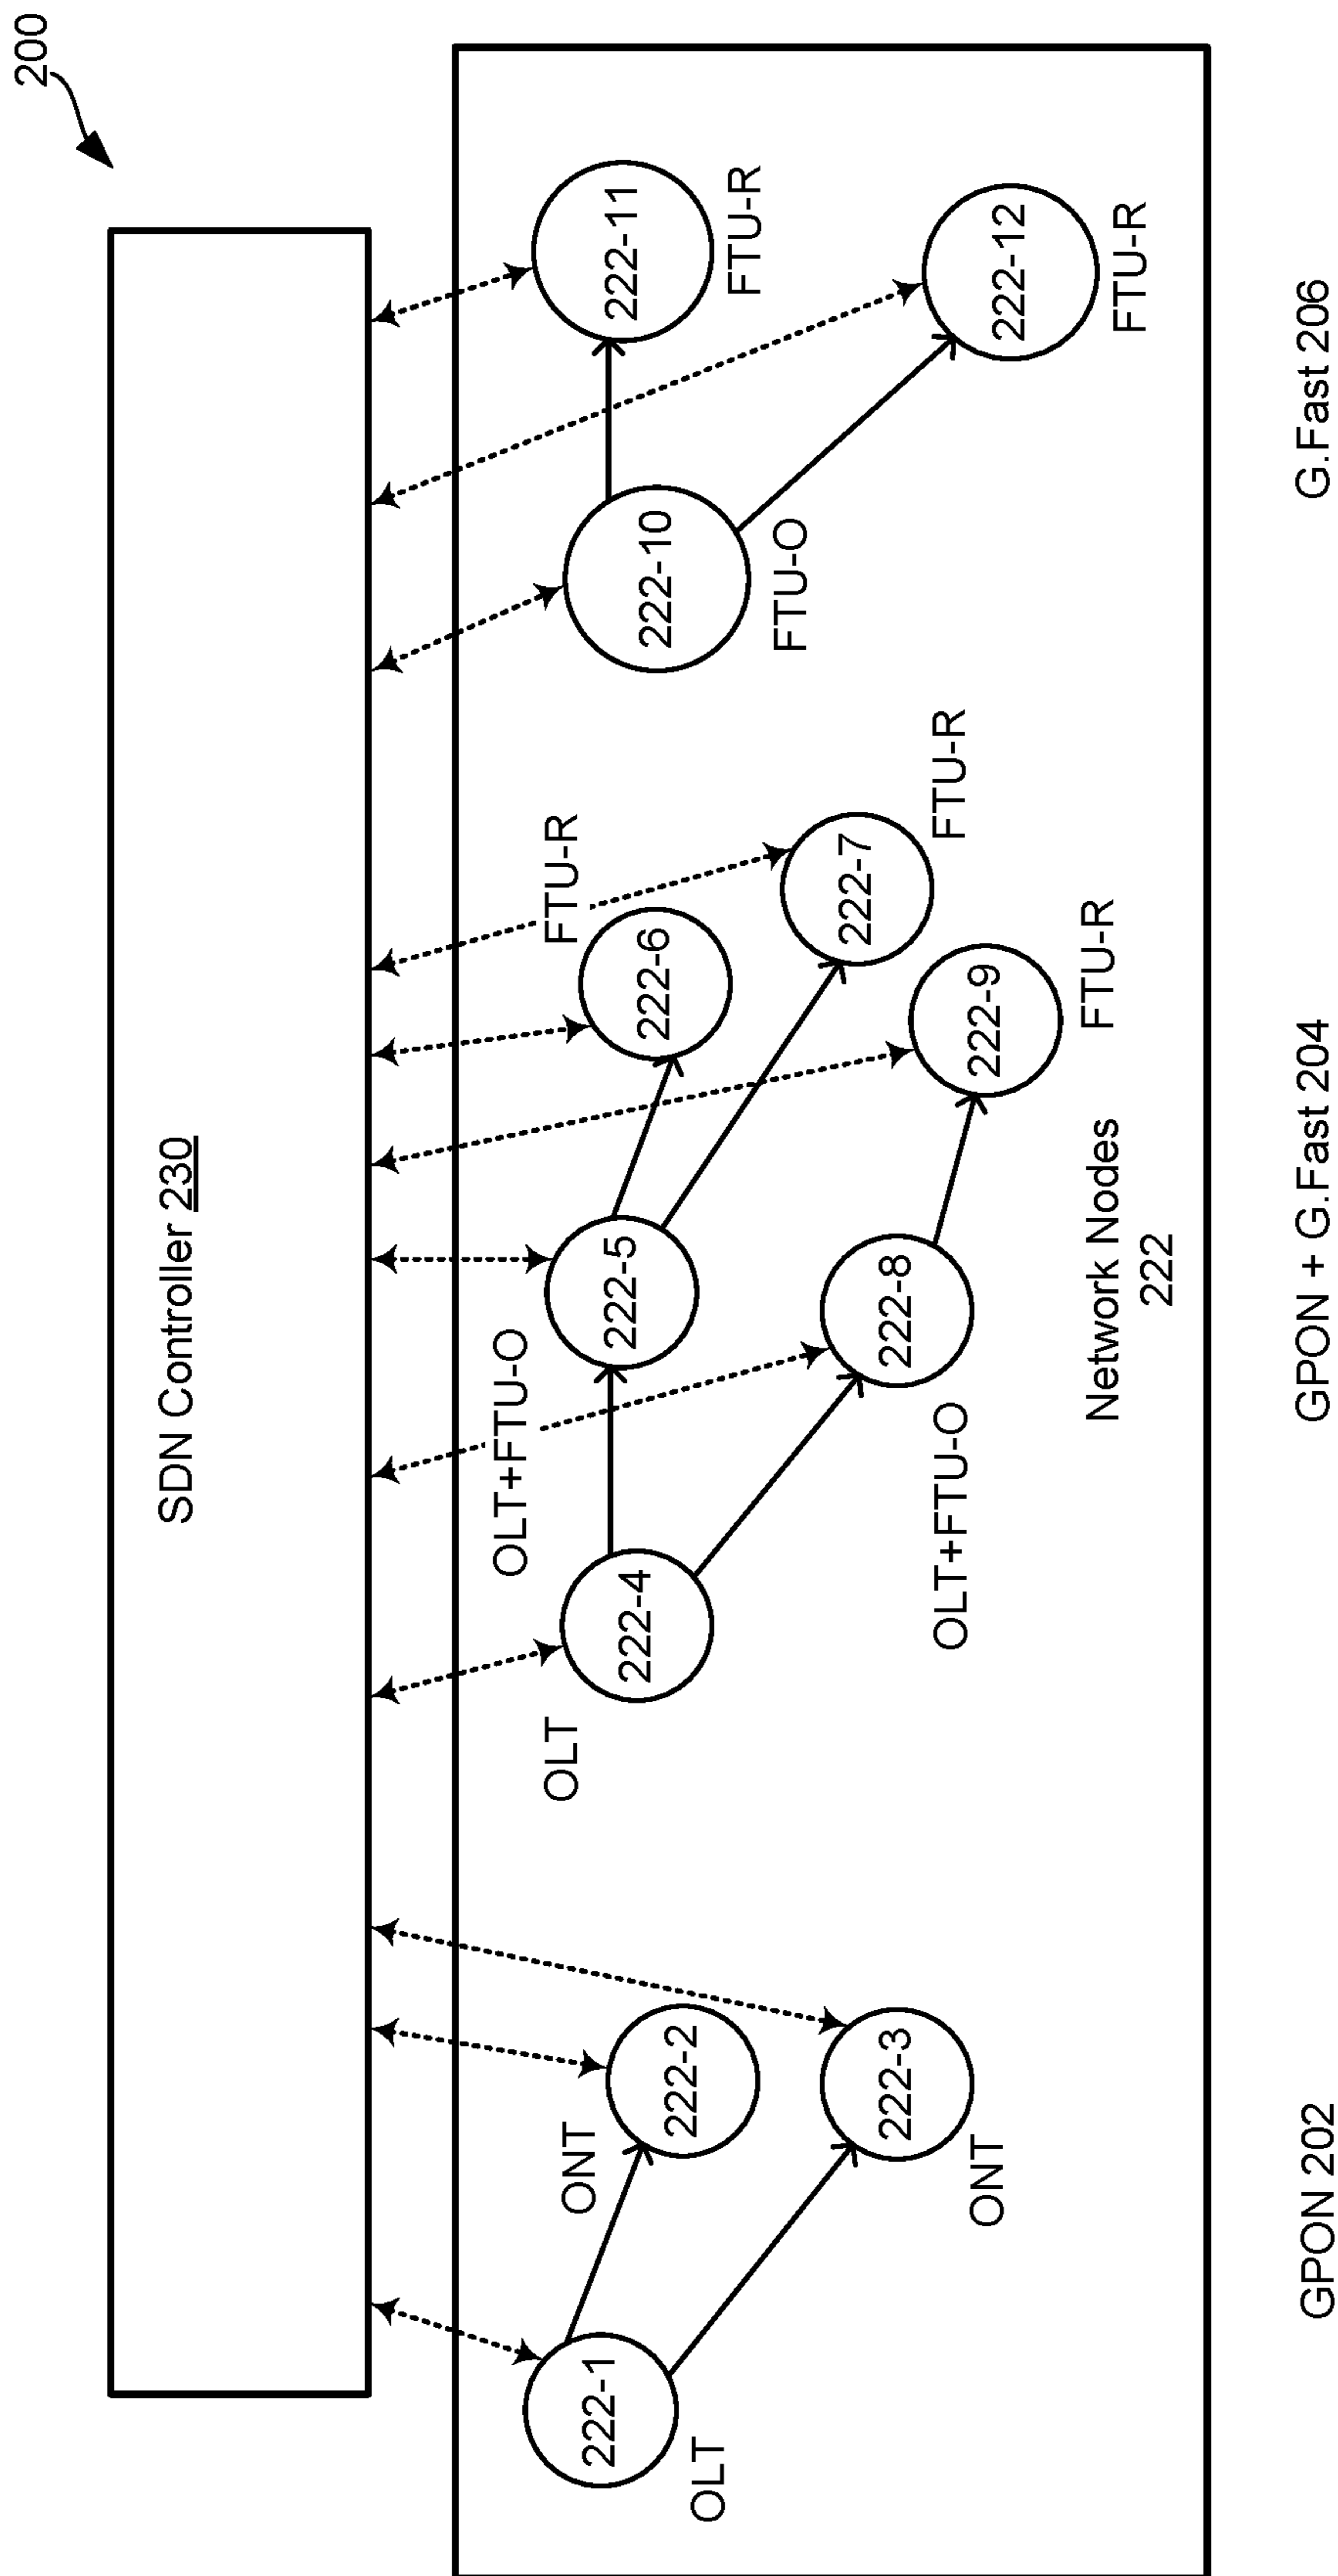 200
SDN Controller 230
222-1
OLT
222-2
ONT
222-3
ONT
222-4
OLT
222-5
OLT+FTU-O
222-6
FTU-R
222-7
FTU-R
222-8
OLT+FTU-O
222-9
FTU-R
222-10
FTU-O
222-11
FTU-R
222-12
FTU-R
Network Nodes
222
GPON 202
GPON + G.Fast 204
G.Fast 206